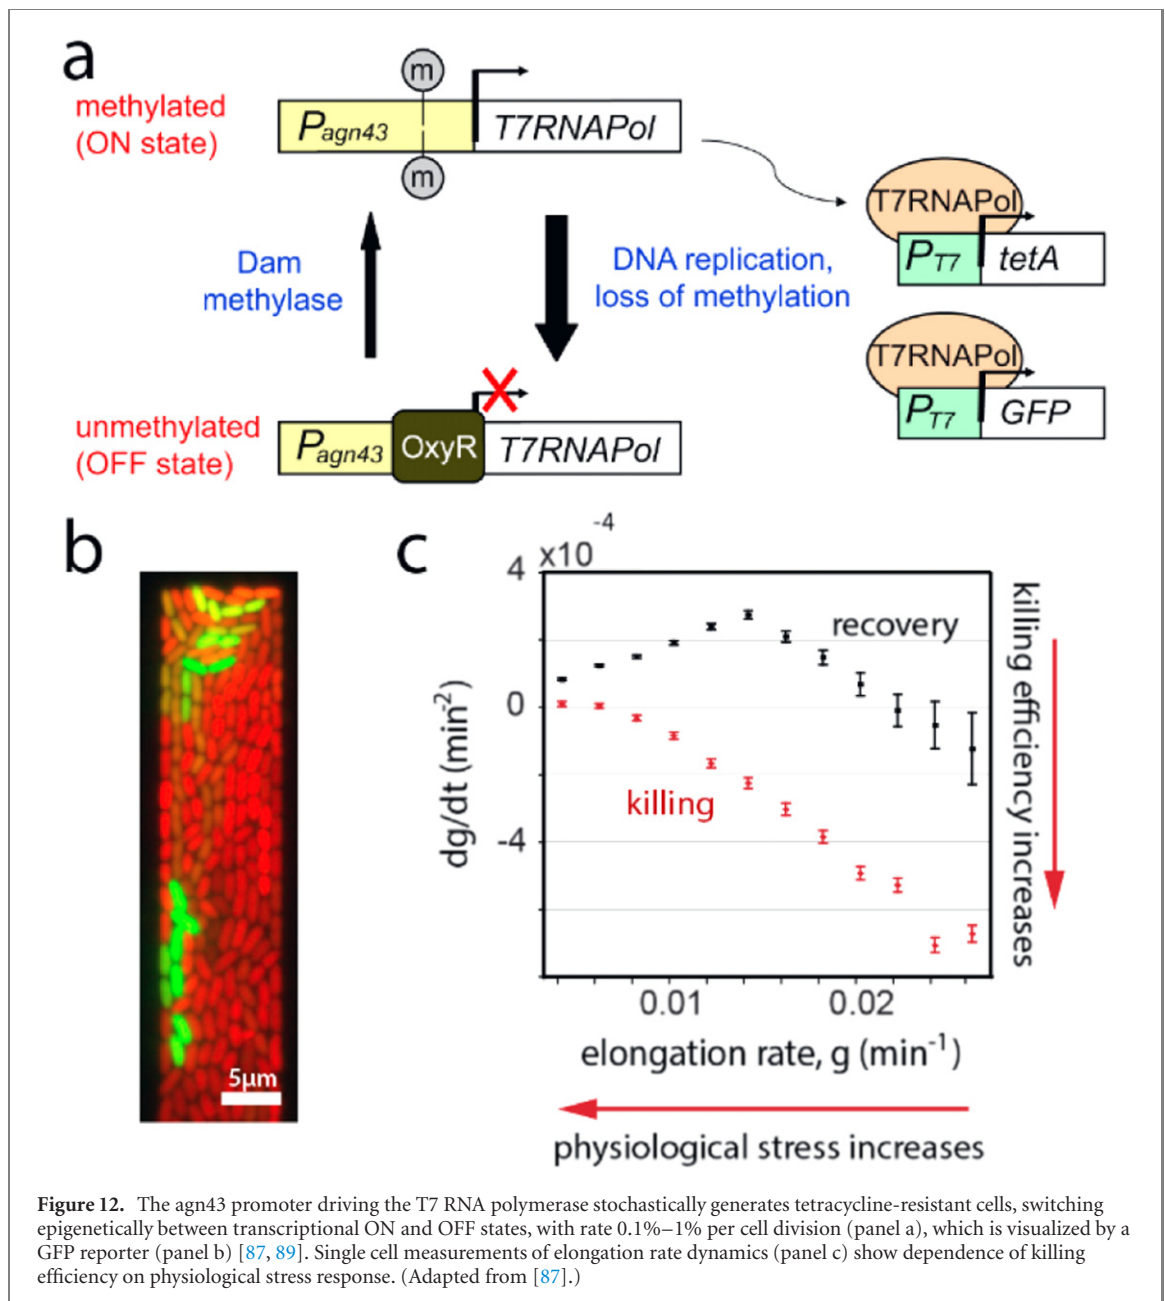 a
methylated
(ON state)
m
Pagn43
T7RNAPol
m
Dam
methylase
DNA replication,
loss of methylation
T7RNAPol
PT7
tetA
T7RNAPol
PT7
GFP
unmethylated
(OFF state)
Pagn43
OxyR
T7RNAPol
b
5µm
c
x10-4
4
0
-4
dg/dt (min-2)
recovery
killing
killing efficiency increases
0.01
0.02
elongation rate, g (min-1)
physiological stress increases
Figure 12. The agn43 promoter driving the T7 RNA polymerase stochastically generates tetracycline-resistant cells, switching
epigenetically between transcriptional ON and OFF states, with rate 0.1%–1% per cell division (panel a), which is visualized by a
GFP reporter (panel b) [87, 89]. Single cell measurements of elongation rate dynamics (panel c) show dependence of killing
efficiency on physiological stress response. (Adapted from [87].)